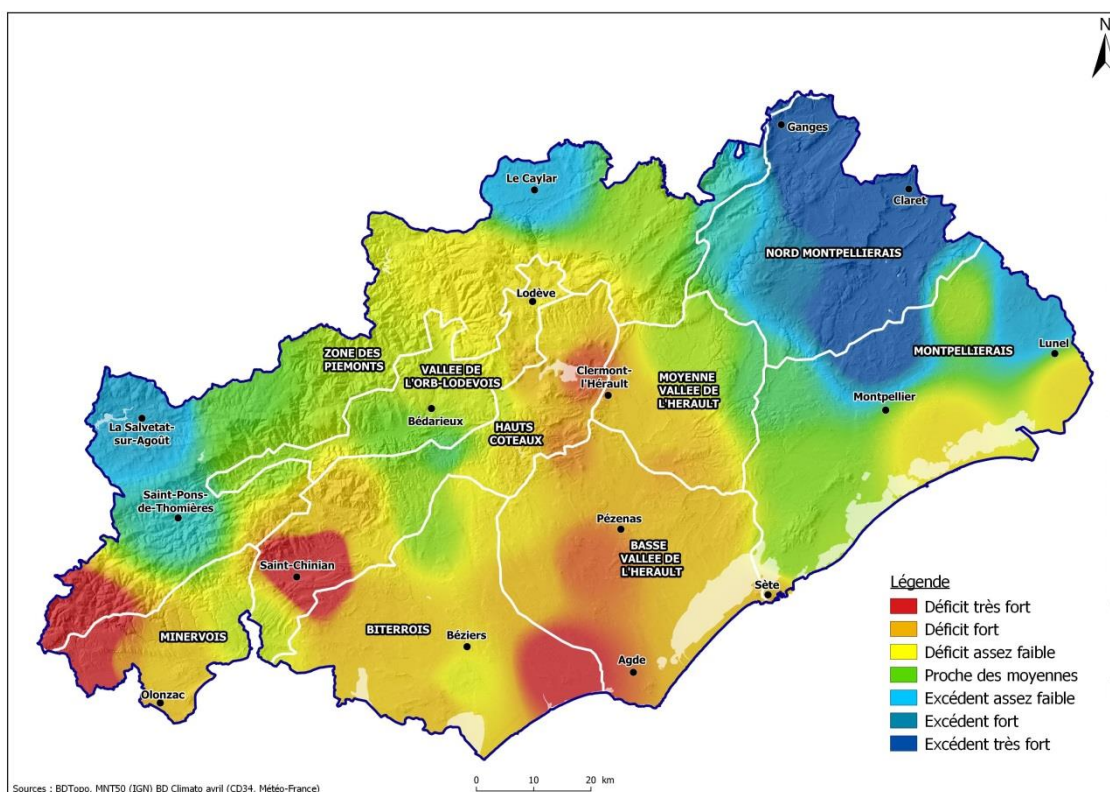 N
Ganges
Le Caylar
Claret
NORD MONTPELLIERAIS
Lodève
ZONE DES
PIEMONTS
VALLEE DE
L'ORB-LODEVOIS
Clermont-
l'Hérault
MOYENNE
VALLEE DE
L'HERAULT
MONTPELLIERAIS
Lunel
Montpellier
La Salvetat-
sur-Agoût
Bédarieux
HAUTS
COTEAUX
Saint-Pons-
de-Thomières
Pézenas
BASSE
VALLEE DE
L'HERAULT
Saint-Chinian
Sète
MINERVOIS
BITERROIS
Béziers
Agde
Olonzac
Légende
Déficit très fort
Déficit fort
Déficit assez faible
Proche des moyennes
Excédent assez faible
Excédent fort
Excédent très fort
0 10 20 km
Sources : BDTopo, MNT50 (IGN) BD Climato avril (CD34, Météo-France)